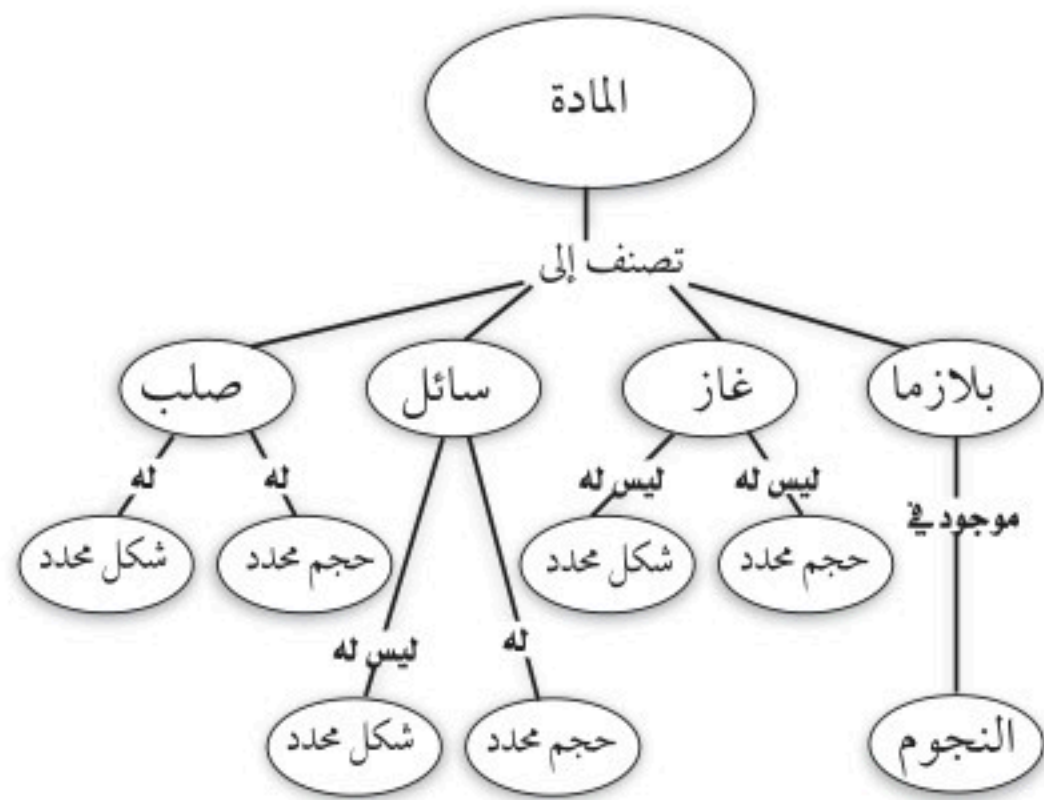 المادة
تصنف إلى
بلازما
غاز
سائل
صلب
ليس له
ليس له
له
له
موجود في
حجم محدد
شكل محدد
حجم محدد
شكل محدد
له
ليس له
النجوم
حجم محدد
شكل محدد